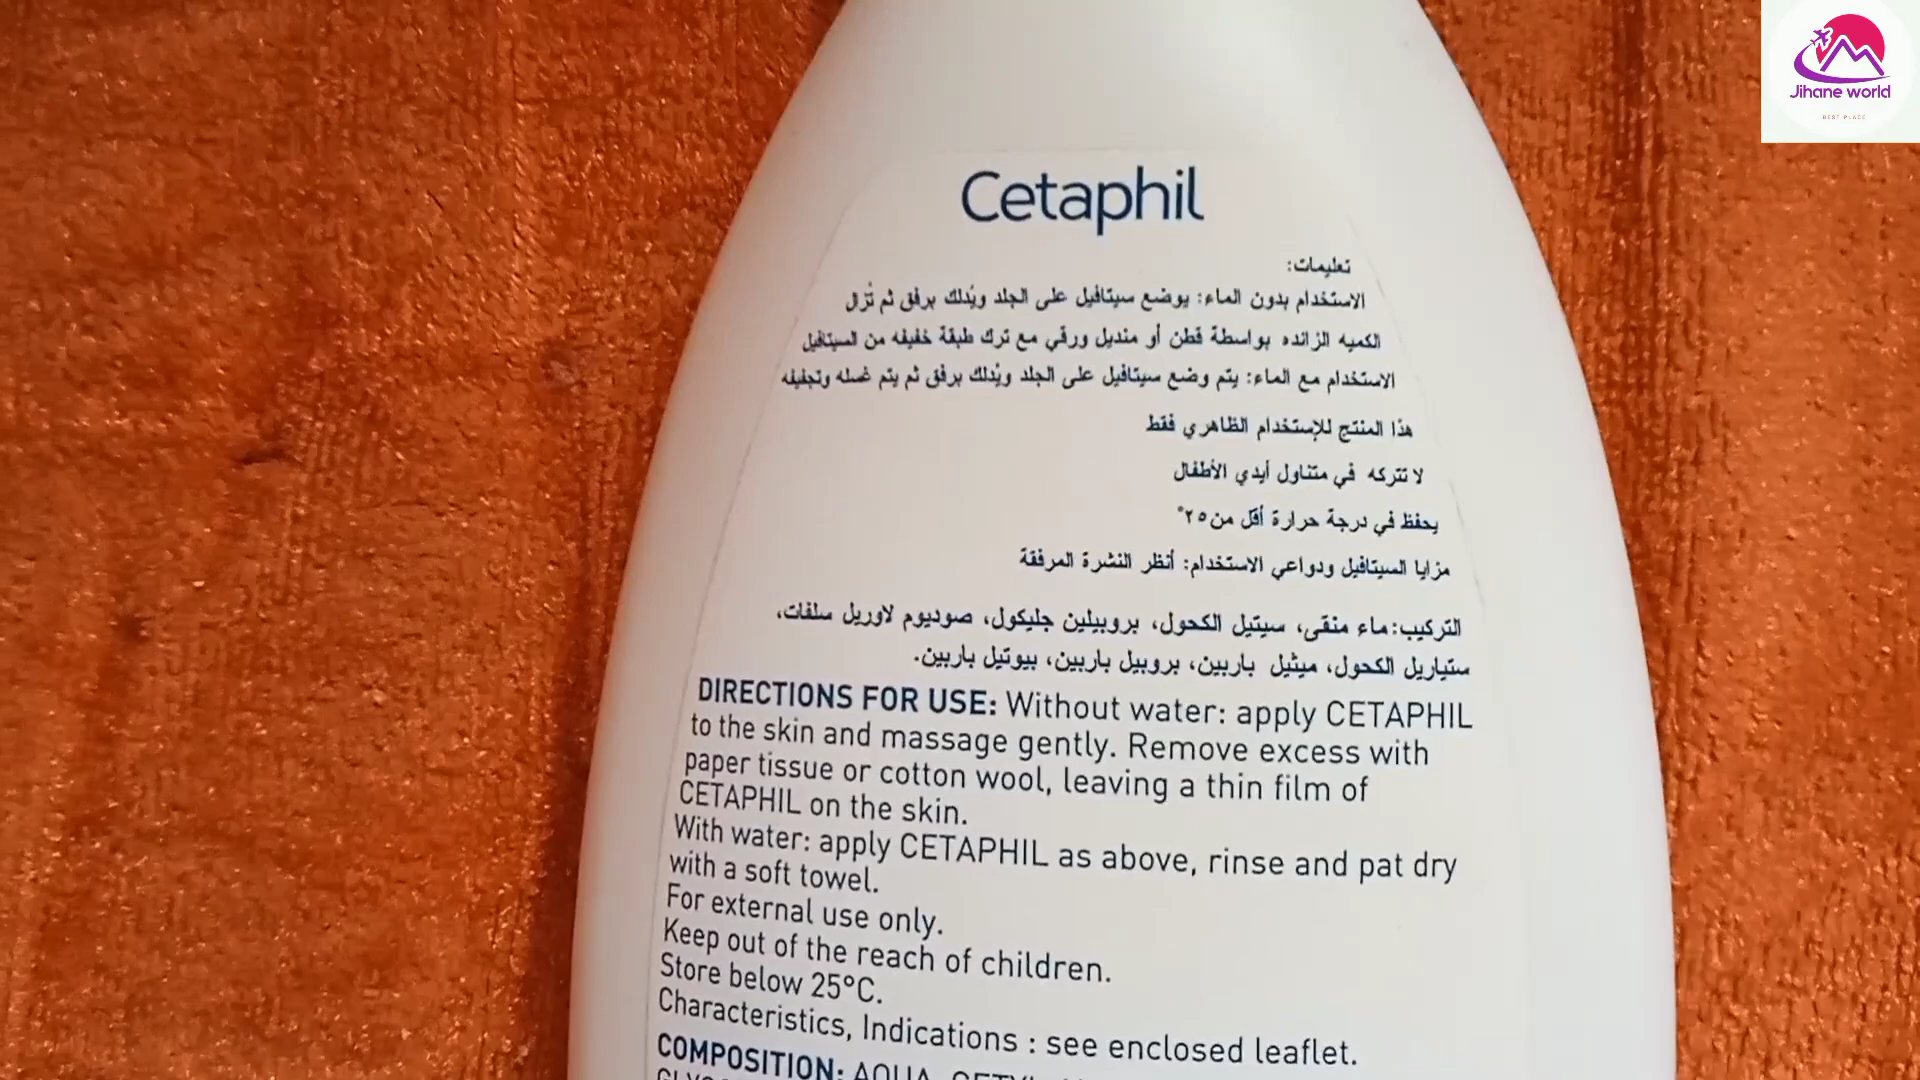 Jihane world
BEST PLACE
Cetaphil
تعليمات:
الاستخدام بدون الماء: يوضع سيتافيل على الجلد ويُدلك برفق ثم تُزال
الكميه الزائده بواسطة قطن أو منديل ورقي مع ترك طبقة خفيفه من السيتافيل
الاستخدام مع الماء: يتم وضع سيتافيل على الجلد ويُدلك برفق ثم يتم غسله وتجفيفه
هذا المنتج للإستخدام الظاهري فقط
لا تتركه في متناول أيدي الأطفال
يحفظ في درجة حرارة أقل من ٢٥°
مزايا السيتافيل ودواعي الاستخدام: أنظر النشرة المرفقة
التركيب: ماء منقى، سيتيل الكحول، بروبيلين جليكول، صوديوم لاوريل سلفات،
ستياريل الكحول، ميثيل باربين، بروبيل باربين، بيوتيل باربين.
DIRECTIONS FOR USE: Without water: apply CETAPHIL
to the skin and massage gently. Remove excess with
paper tissue or cotton wool, leaving a thin film of
CETAPHIL on the skin.
With water: apply CETAPHIL as above, rinse and pat dry
with a soft towel.
For external use only.
Keep out of the reach of children.
Store below 25°C.
Characteristics, Indications : see enclosed leaflet.
COMPOSITION: AQUA,